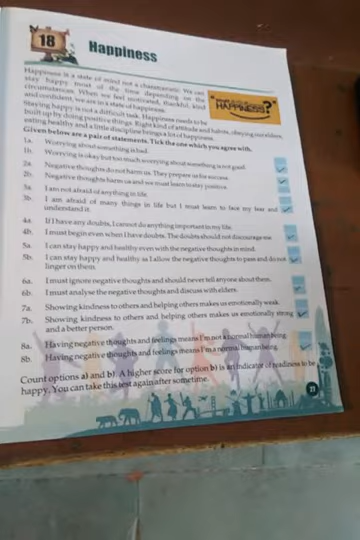 18
Happiness
Happiness is a state of mind not a characteristic. We can
stay happy most of the time depending on the
circumstances. When we feel motivated, thankful, kind
and confident, we are in a state of happiness.
Staying happy is not a difficult task. Happiness needs to be
built up by doing positive things. Right kind of attitude and habits, obeying our elders,
eating healthy and a little discipline brings a lot of happiness.
HAPPINESS?
Given below are a pair of statements. Tick the one which you agree with.
1a. Worrying about something is bad.
1b. Worrying is okay but too much worrying about something is not good.
2a. Negative thoughts do not harm us. They prepare us for success.
2b. Negative thoughts harm us and we must learn to stay positive.
3a. I am not afraid of anything in life.
3b. I am afraid of many things in life but I must learn to face my fear and
understand it.
4a. If I have any doubts, I cannot do anything important in my life.
4b. I must begin even when I have doubts. The doubts should not discourage me.
5a. I can stay happy and healthy even with the negative thoughts in mind.
5b. I can stay happy and healthy as I allow the negative thoughts to pass and do not
linger on them.
6a. I must ignore negative thoughts and should never tell anyone about them.
6b. I must analyse the negative thoughts and discuss with elders.
7a. Showing kindness to others and helping others makes us emotionally weak.
7b. Showing kindness to others and helping others makes us emotionally strong
and a better person.
8a. Having negative thoughts and feelings means I'm not a normal human being.
8b. Having negative thoughts and feelings means I'm a normal human being.
Count options a) and b). A higher score for option b) is an indicator of readiness to be
happy. You can take this test again after sometime.